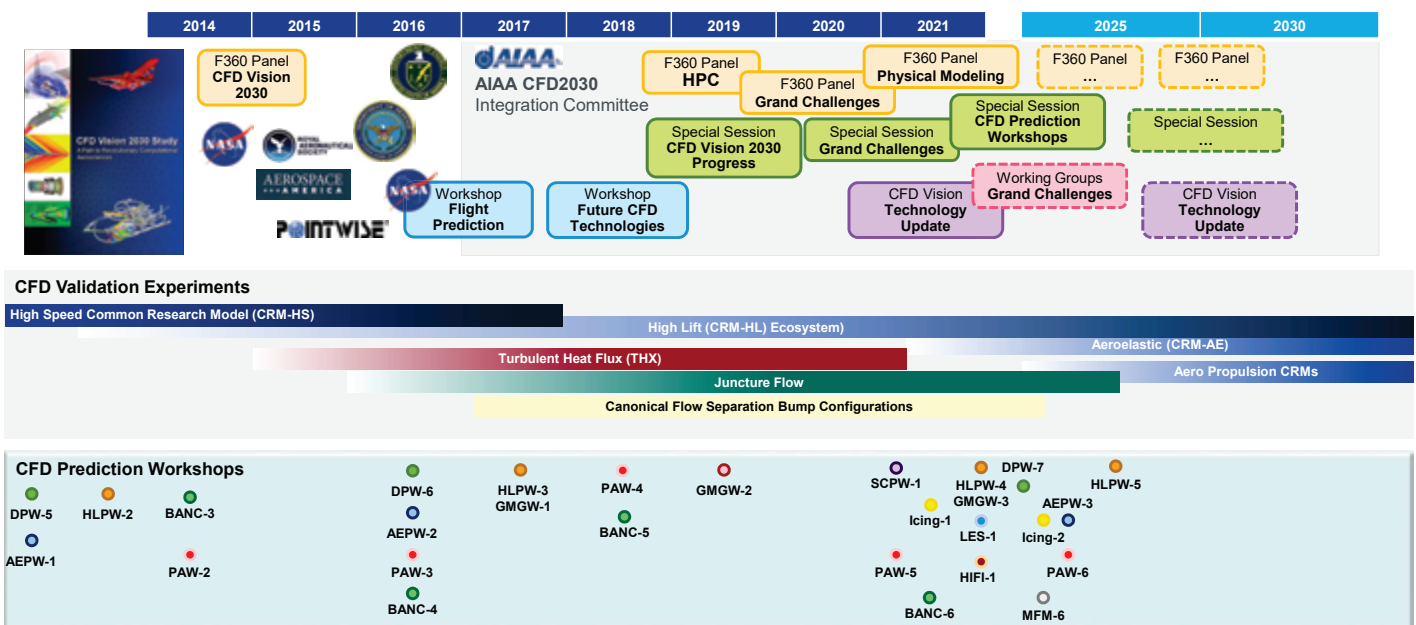 2014 2015 2016 2017 2018 2019 2020 2021 2025 2030
CFD Vision 2030 Study
F360 Panel
CFD Vision
2030
NASA
ROYAL
AERONAUTICAL
SOCIETY
AEROSPACE
AMERICA
POINTWISE
NASA
AIAA
AIAA CFD2030
Integration Committee
F360 Panel
HPC
F360 Panel
Grand Challenges
F360 Panel
Physical Modeling
F360 Panel
...
F360 Panel
...
Special Session
CFD Vision 2030
Progress
Special Session
Grand Challenges
Special Session
CFD Prediction
Workshops
Special Session
...
Workshop
Flight
Prediction
Workshop
Future CFD
Technologies
CFD Vision
Technology
Update
Working Groups
Grand Challenges
CFD Vision
Technology
Update
CFD Validation Experiments
High Speed Common Research Model (CRM-HS)
High Lift (CRM-HL) Ecosystem)
Aeroelastic (CRM-AE)
Turbulent Heat Flux (THX)
Aero Propulsion CRMs
Juncture Flow
Canonical Flow Separation Bump Configurations
CFD Prediction Workshops
DPW-5
HLPW-2
BANC-3
AEPW-1
PAW-2
DPW-6
AEPW-2
PAW-3
BANC-4
HLPW-3
GMGW-1
PAW-4
BANC-5
GMGW-2
SCPW-1
Icing-1
PAW-5
BANC-6
HLPW-4
GMGW-3
LES-1
HIFI-1
DPW-7
AEPW-3
Icing-2
PAW-6
MFM-6
HLPW-5